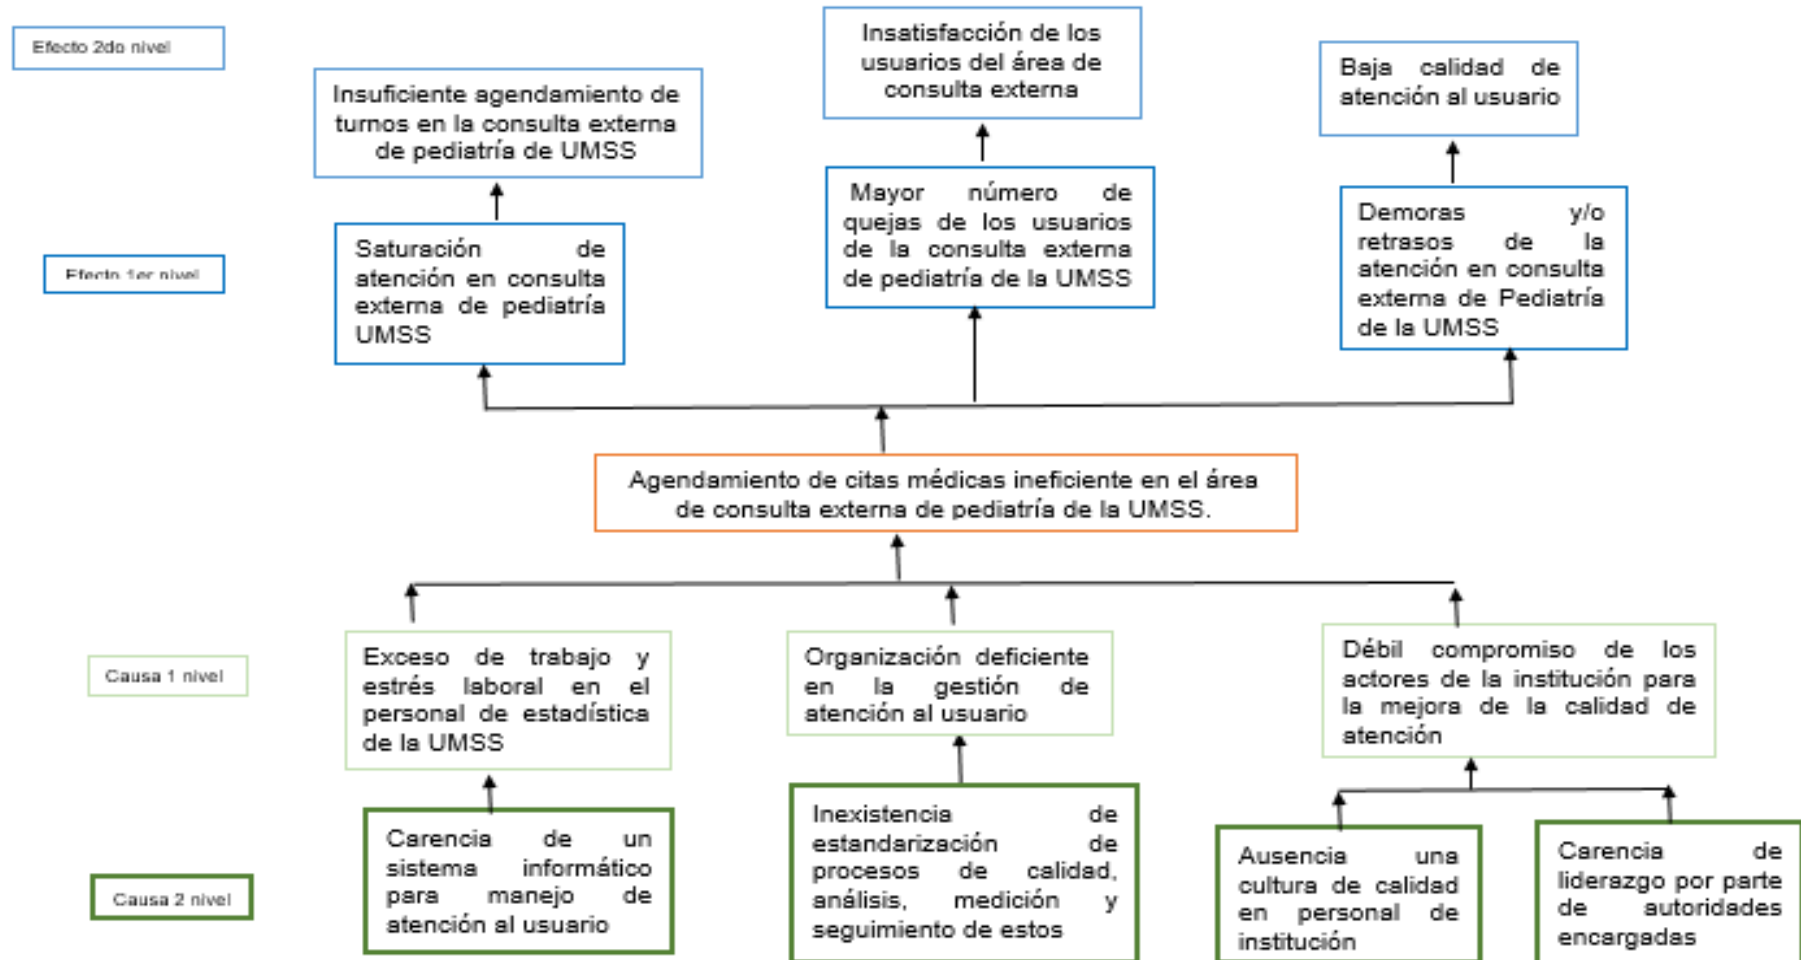 Efecto 2do nivel
Insuficiente agendamiento de
turnos en la consulta externa
de pediatría de UMSS
Insatisfacción de los
usuarios del área de
consulta externa
Baja calidad de
atención al usuario
Efecto 1er nivel
Saturación de
atención en consulta
externa de pediatría
UMSS
Mayor número de
quejas de los usuarios
de la consulta externa
de pediatría de la UMSS
Demoras y/o
retrasos de la
atención en consulta
externa de Pediatría
de la UMSS
Agendamiento de citas médicas ineficiente en el área
de consulta externa de pediatría de la UMSS.
Causa 1 nivel
Exceso de trabajo y
estrés laboral en el
personal de estadística
de la UMSS
Organización deficiente
en la gestión de
atención al usuario
Débil compromiso de los
actores de la institución para
la mejora de la calidad de
atención
Causa 2 nivel
Carencia de un
sistema informático
para manejo de
atención al usuario
Inexistencia de
estandarización de
procesos de calidad,
análisis, medición y
seguimiento de estos
Ausencia una
cultura de calidad
en personal de
institución
Carencia de
liderazgo por parte
de autoridades
encargadas